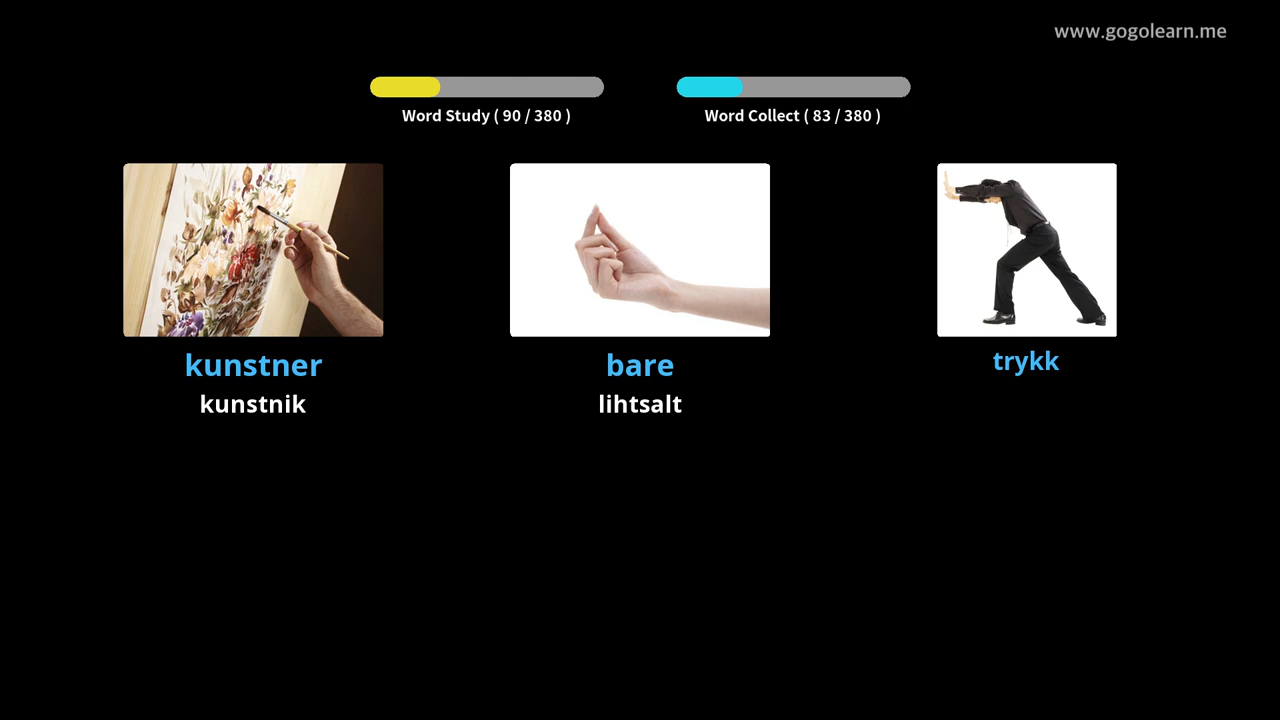 www.gogolearn.me
Word Study ( 90 / 380 )
Word Collect ( 83 / 380 )
kunstner
bare
trykk
kunstnik
lihtsalt